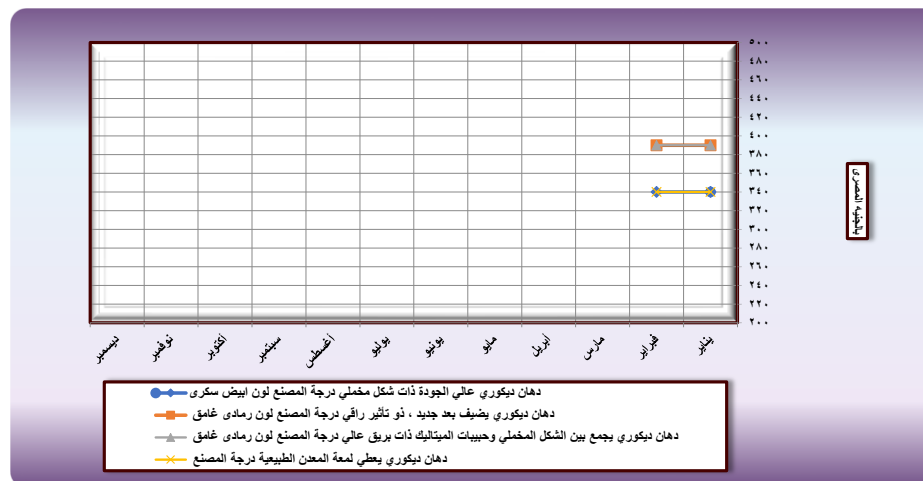 ٥٠٠
٤٨٠
٤٦٠
٤٤٠
٤٢٠
٤٠٠
٣٨٠
٣٦٠
٣٤٠
٣٢٠
٣٠٠
٢٨٠
٢٦٠
٢٤٠
٢٢٠
٢٠٠
بالجنيه المصرى
يناير
فبراير
مارس
أبريل
مايو
يونيو
يوليو
أغسطس
سبتمبر
أكتوبر
نوفمبر
ديسمبر
دهان ديكوري عالي الجودة ذات شكل مخملي درجة المصنع لون ابيض سكرى
دهان ديكوري يضيف بعد جديد ، ذو تأثير راقي درجة المصنع لون رمادى غامق
دهان ديكوري يجمع بين الشكل المخملي وحبيبات الميتاليك ذات بريق عالي درجة المصنع لون رمادى غامق
دهان ديكوري يعطي لمعة المعدن الطبيعية درجة المصنع